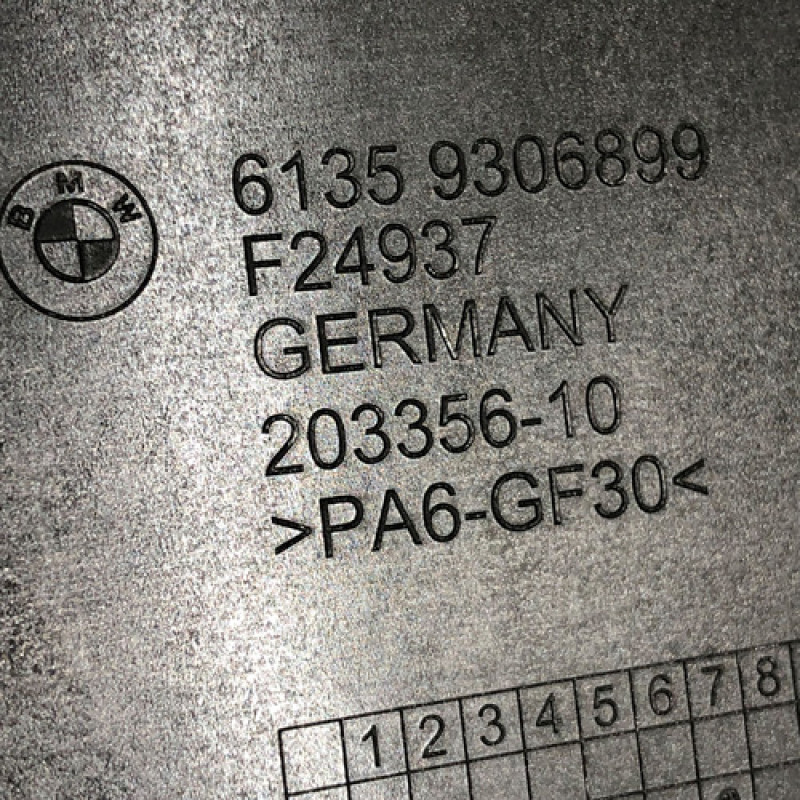 BMW
6135 9306899
F24937
GERMANY
203356-10
>PA6-GF30<
1 2 3 4 5 6 7 8